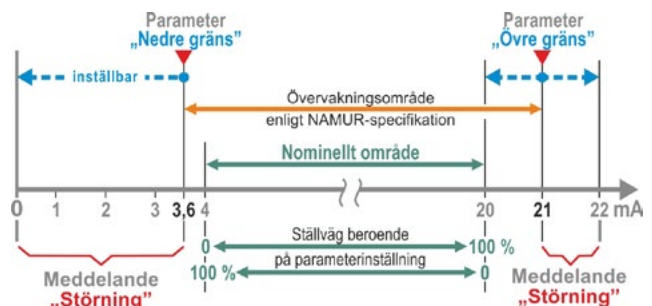 Parameter
„Nedre gräns”
Parameter
„Övre gräns”
inställbar
Övervakningsområde
enligt NAMUR-specifikation
Nominellt område
0 1 2 3 3,6 4 20 21 22 mA
0 Ställväg beroende 100 %
100 % på parameterinställning 0
Meddelande
„Störning”
Meddelande
„Störning”